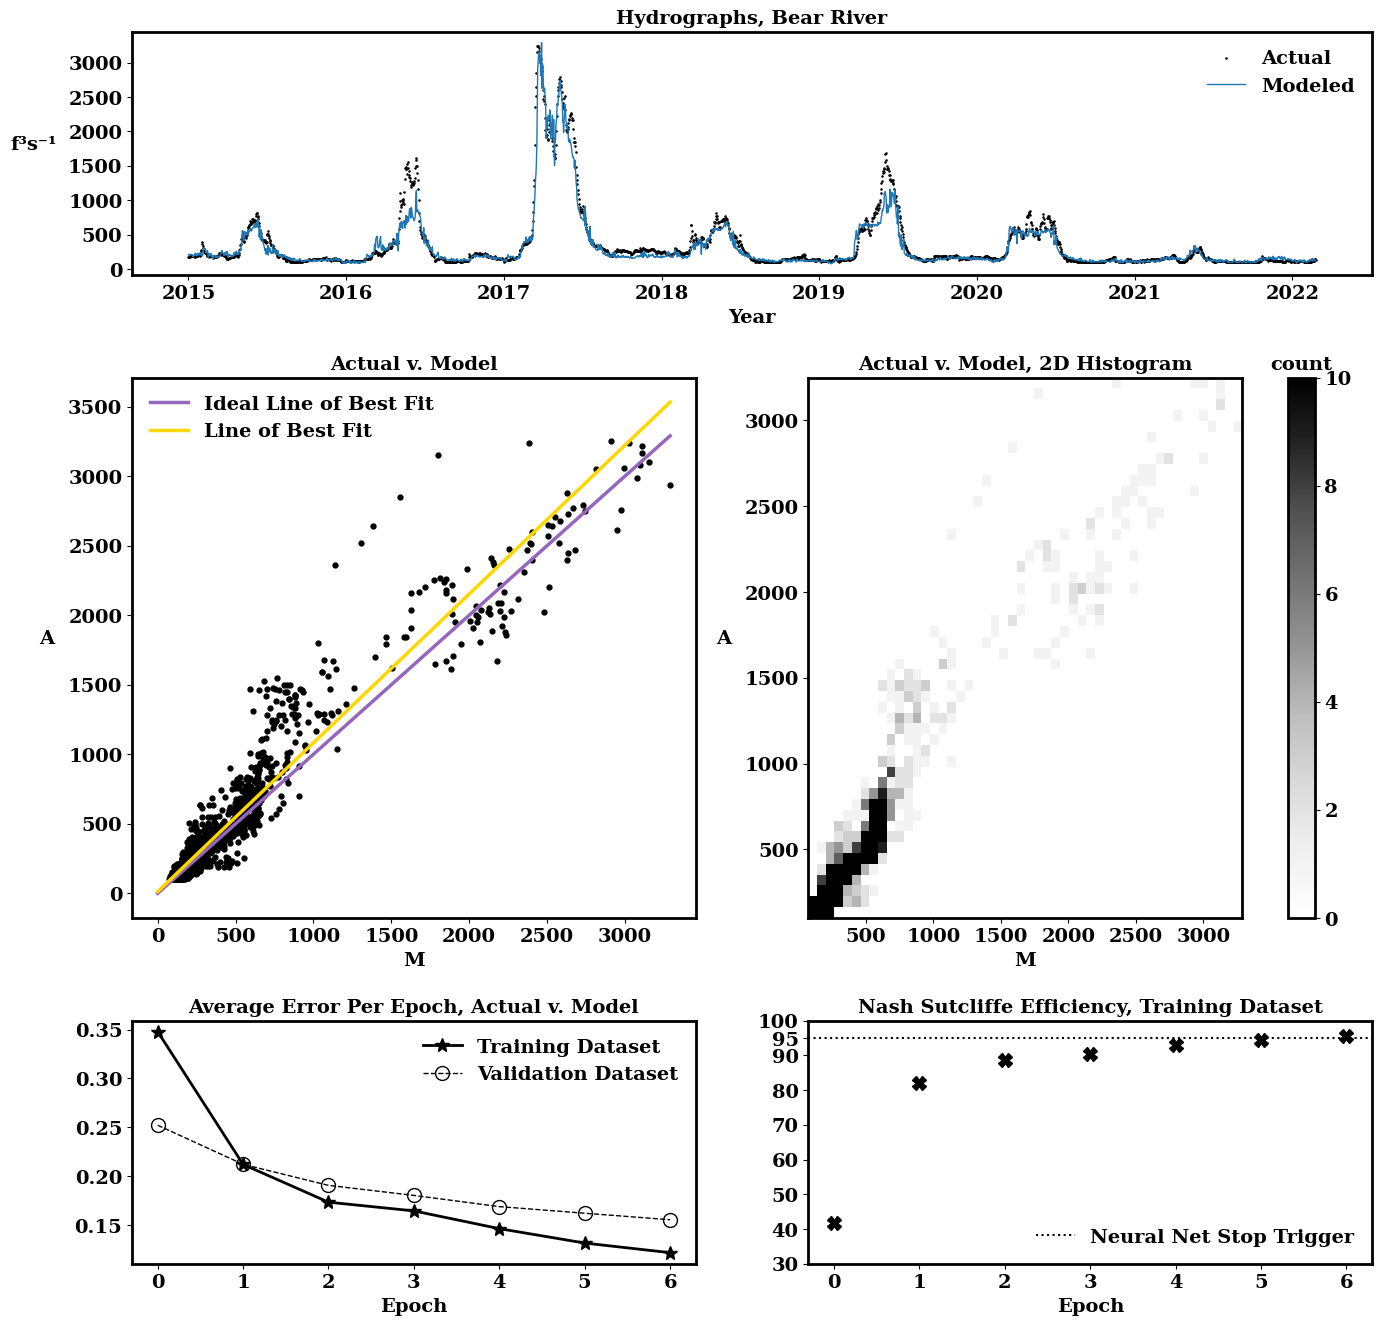 Hydrographs, Bear River
3000
2500
2000
1500
1000
500
0
f³s⁻¹
Actual
Modeled
2015 2016 2017 2018 2019 2020 2021 2022
Year
Actual v. Model
3500
3000
2500
2000
1500
1000
500
0
A
Ideal Line of Best Fit
Line of Best Fit
0 500 1000 1500 2000 2500 3000
M
Actual v. Model, 2D Histogram
3000
2500
2000
1500
1000
500
A
500 1000 1500 2000 2500 3000
M
count
10
8
6
4
2
0
Average Error Per Epoch, Actual v. Model
0.35
0.30
0.25
0.20
0.15
Training Dataset
Validation Dataset
0 1 2 3 4 5 6
Epoch
Nash Sutcliffe Efficiency, Training Dataset
100
95
90
80
70
60
50
40
30
Neural Net Stop Trigger
0 1 2 3 4 5 6
Epoch